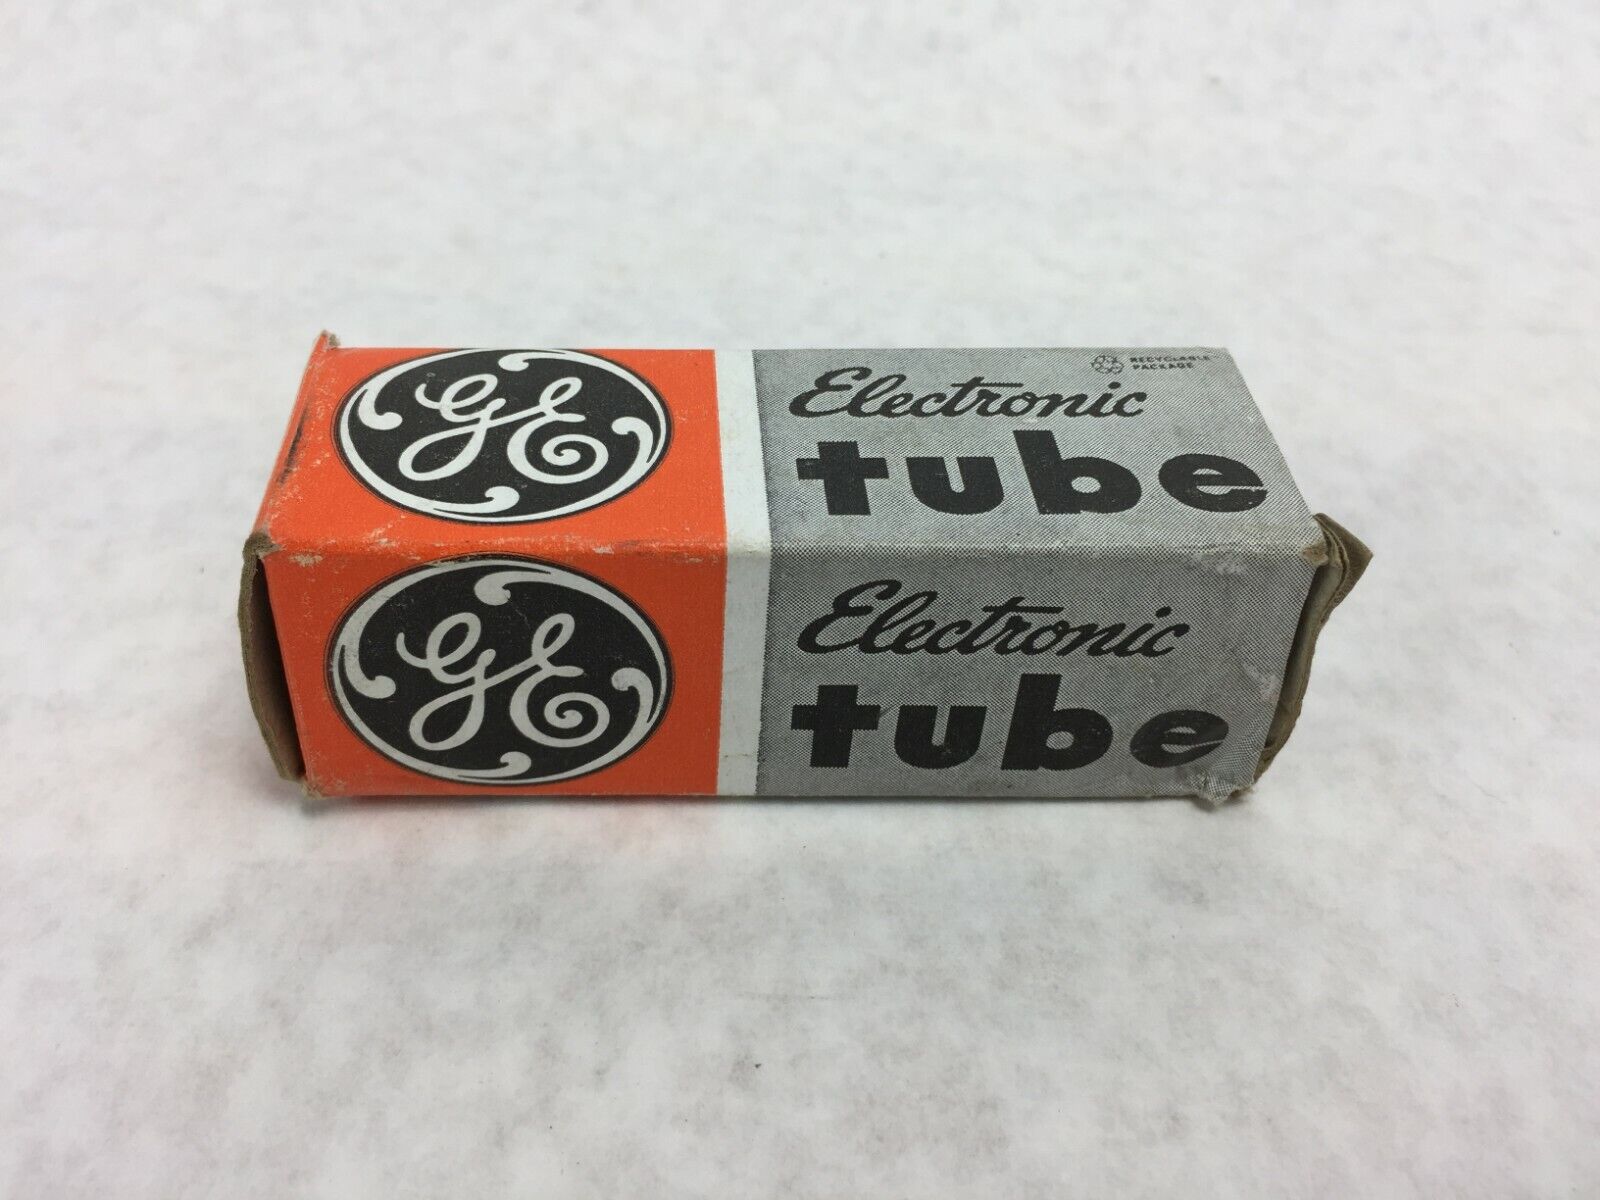 GE
Electronic
tube
RECYCLABLE
PACKAGE
GE
Electronic
tube